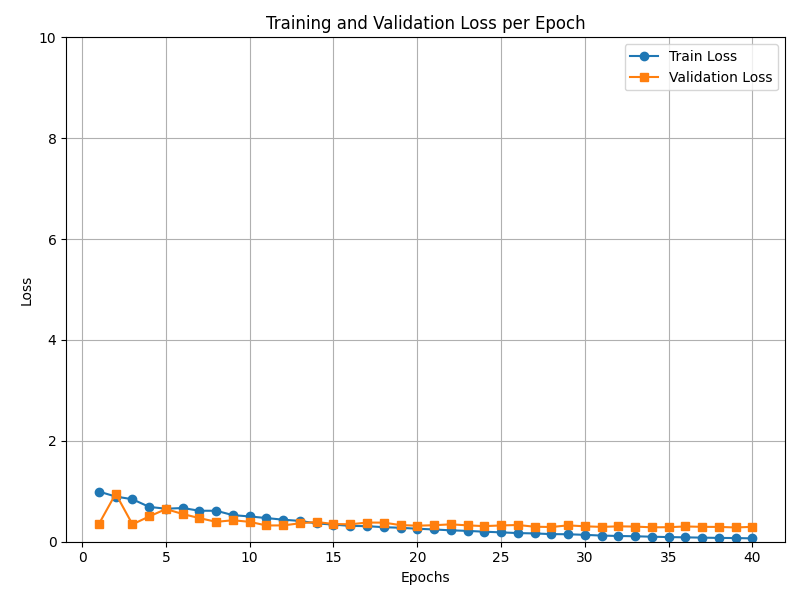 Training and Validation Loss per Epoch
Train Loss
Validation Loss
10
8
6
4
2
0
Loss
0 5 10 15 20 25 30 35 40
Epochs